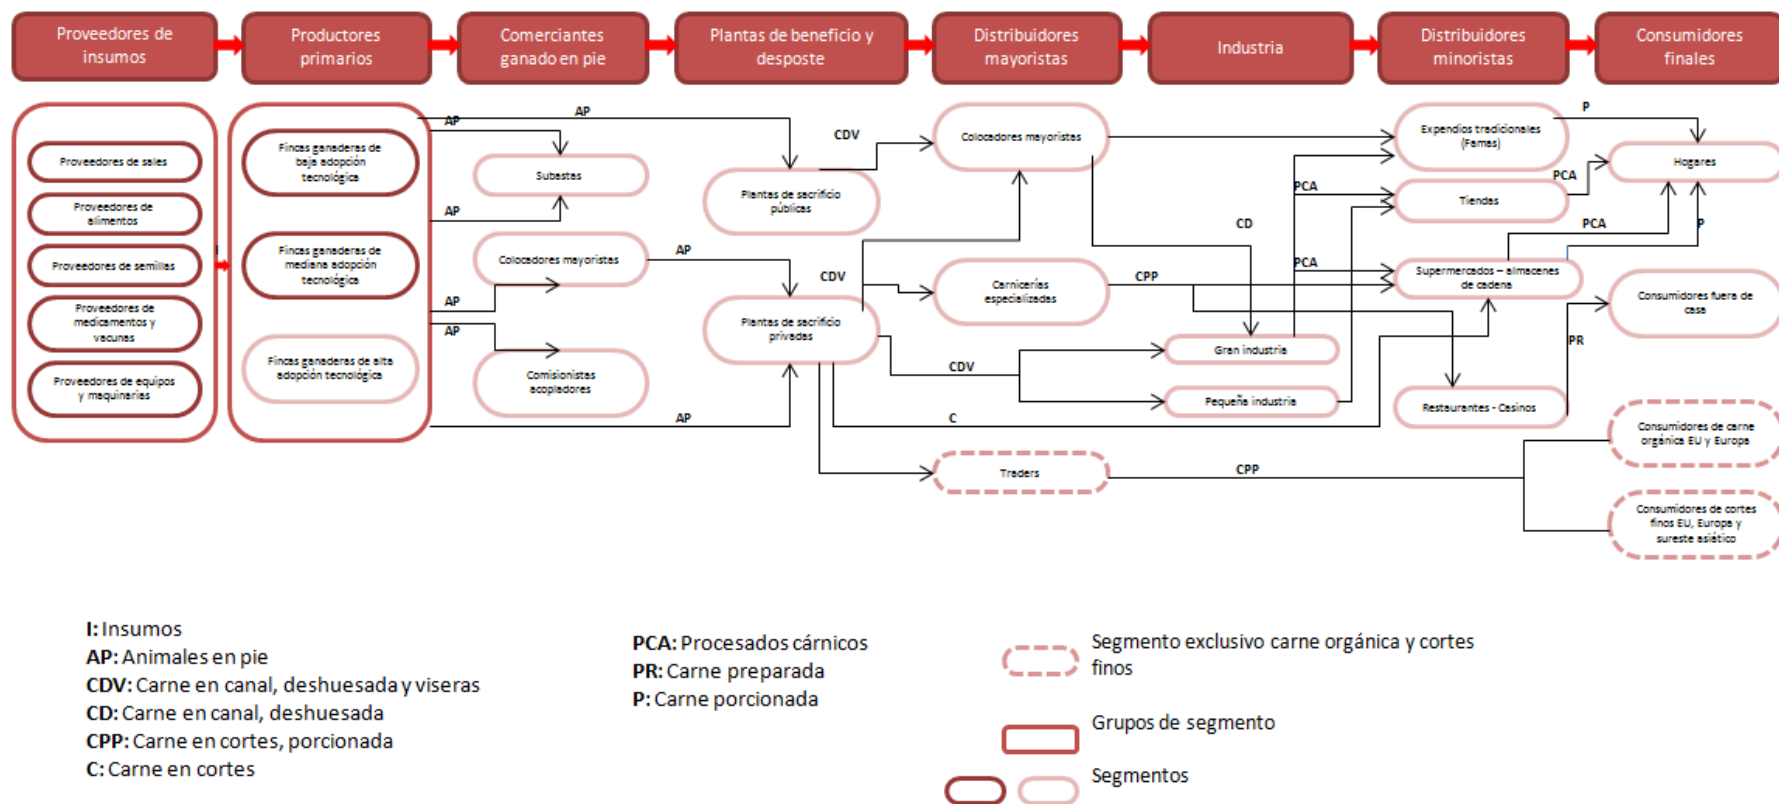 Proveedores de
insumos
Productores
primarios
Comerciantes
ganado en pie
Plantas de beneficio y
desposte
Distribuidores
mayoristas
Industria
Distribuidores
minoristas
Consumidores
finales
Proveedores de sales
Proveedores de
alimentos
Proveedores de semillas
Proveedores de
medicamentos y
vacunas
Proveedores de equipos
y maquinarias
I
Fincas ganaderas de
baja adopción
tecnológica
Fincas ganaderas de
mediana adopción
tecnológica
Fincas ganaderas de alta
adopción tecnológica
AP
AP
AP
AP
AP
AP
AP
Subastas
Colocadores mayoristas
Comisionistas
acopladores
Plantas de sacrificio
públicas
Plantas de sacrificio
privadas
CDV
CDV
CDV
C
Colocadores mayoristas
Carnicerías
especializadas
Traders
CPP
CPP
CD
Gran industria
Pequeña industria
PCA
PCA
Expendios tradicionales
(Famas)
Tiendas
Supermercados – almacenes
de cadena
Restaurantes - Casinos
P
PCA
PCA
P
PR
Hogares
Consumidores fuera de
casa
Consumidores de carne
orgánica EU y Europa
Consumidores de cortes
finos EU, Europa y
sureste asiático
I: Insumos
AP: Animales en pie
CDV: Carne en canal, deshuesada y viseras
CD: Carne en canal, deshuesada
CPP: Carne en cortes, porcionada
C: Carne en cortes
PCA: Procesados cárnicos
PR: Carne preparada
P: Carne porcionada
Segmento exclusivo carne orgánica y cortes
finos
Grupos de segmento
Segmentos